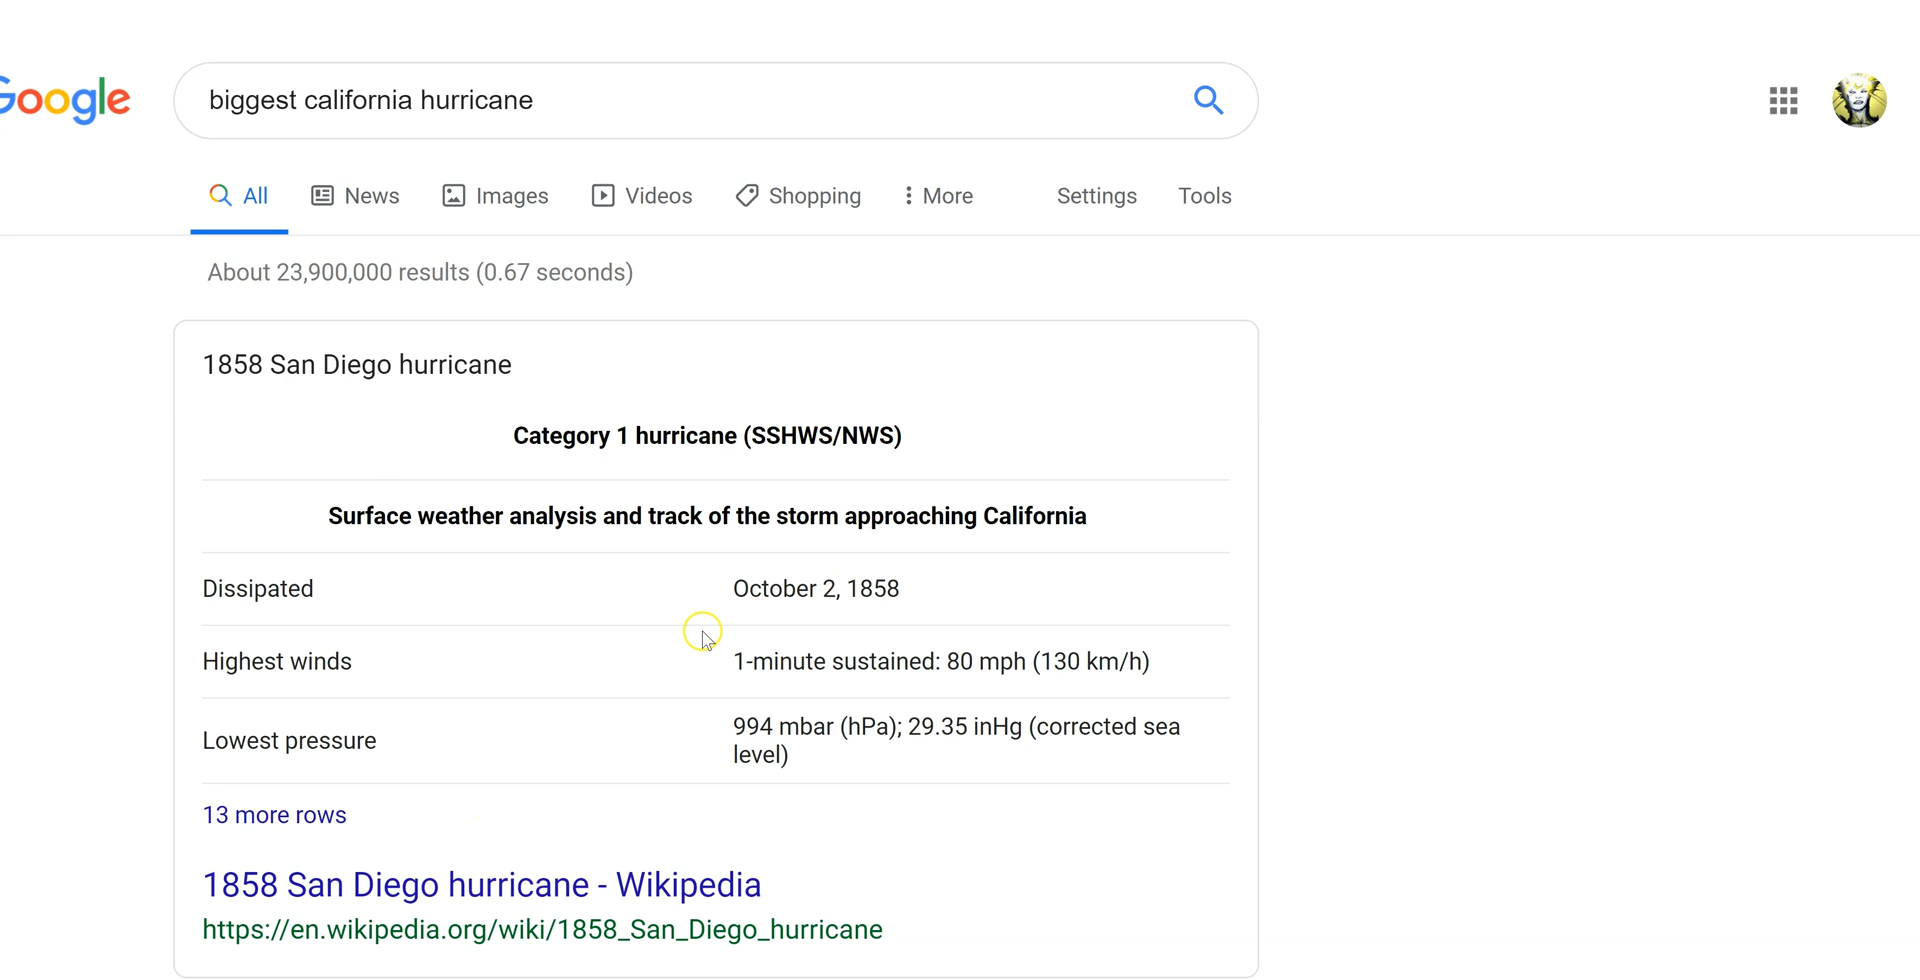 Google
biggest california hurricane
All News Images Videos Shopping More Settings Tools
About 23,900,000 results (0.67 seconds)
1858 San Diego hurricane
Category 1 hurricane (SSHWS/NWS)
Surface weather analysis and track of the storm approaching California
Dissipated October 2, 1858
Highest winds 1-minute sustained: 80 mph (130 km/h)
Lowest pressure 994 mbar (hPa); 29.35 inHg (corrected sea
level)
13 more rows
1858 San Diego hurricane - Wikipedia
https://en.wikipedia.org/wiki/1858_San_Diego_hurricane